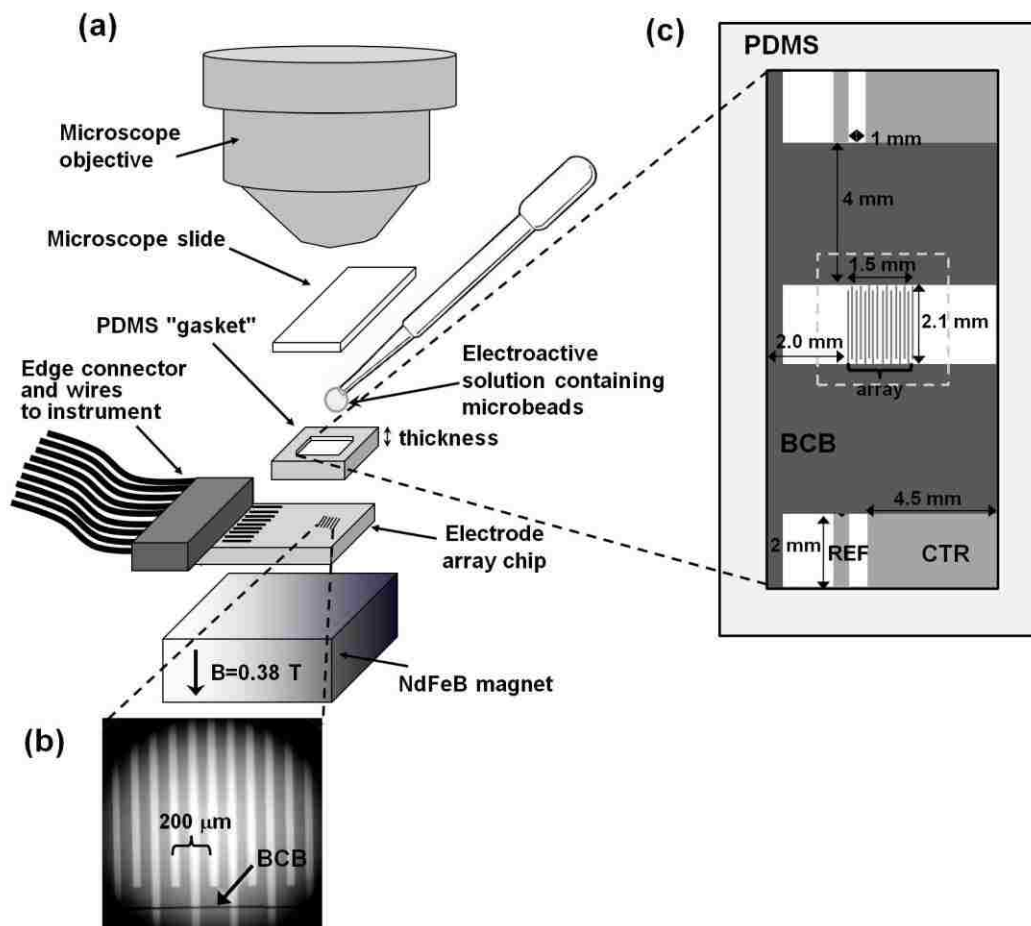 (a)
Microscope
objective
Microscope slide
PDMS "gasket"
Edge connector
and wires
to instrument
Electroactive
solution containing
microbeads
thickness
Electrode
array chip
B=0.38 T
NdFeB magnet
(b)
200 μm
BCB
(c)
PDMS
1 mm
4 mm
1.5 mm
2.1 mm
2.0 mm
array
BCB
4.5 mm
2 mm
REF
CTR